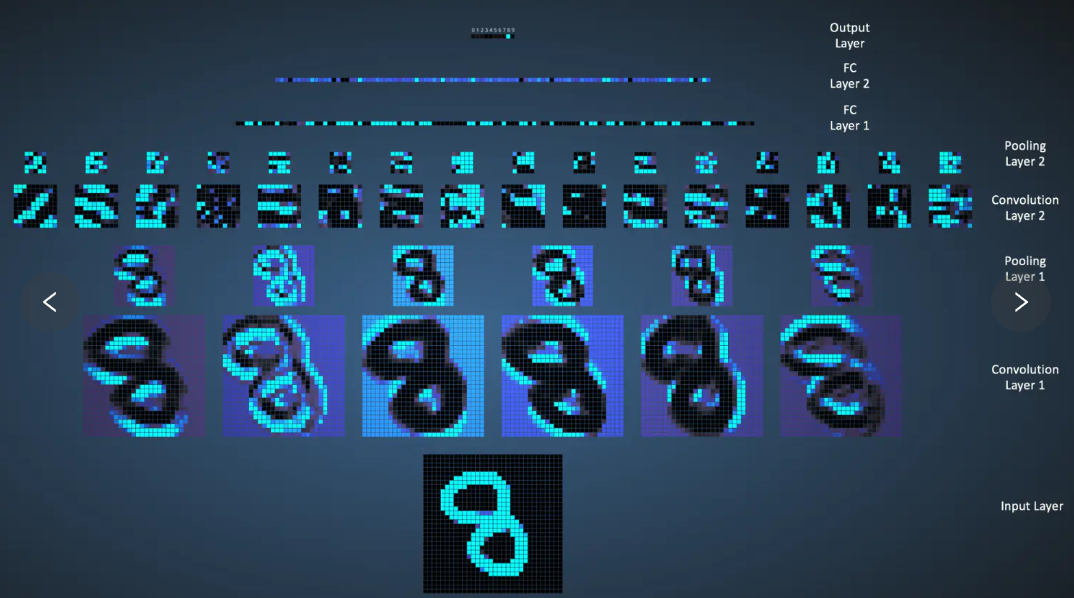 0123456789
Output
Layer
FC
Layer 2
FC
Layer 1
Pooling
Layer 2
Convolution
Layer 2
Pooling
Layer 1
Convolution
Layer 1
Input Layer